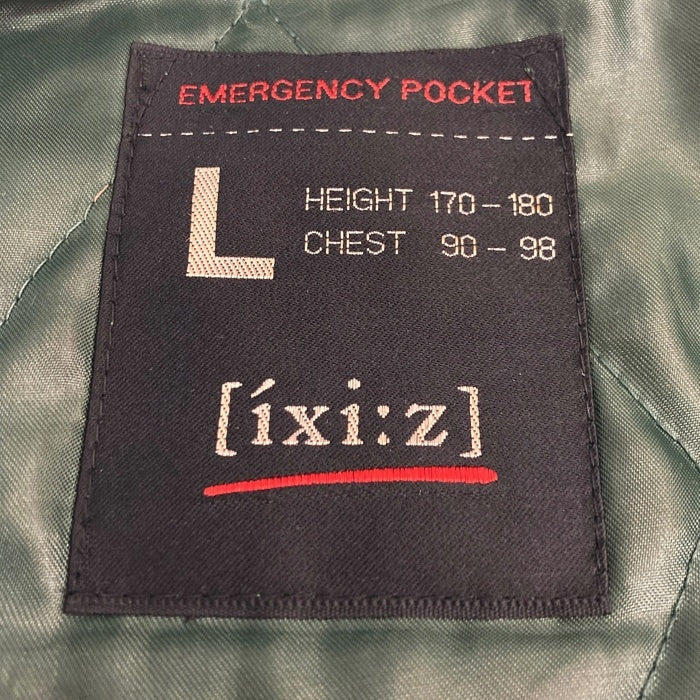 EMERGENCY POCKET
L
HEIGHT 170 – 180
CHEST 90 – 98
[íxi:z]